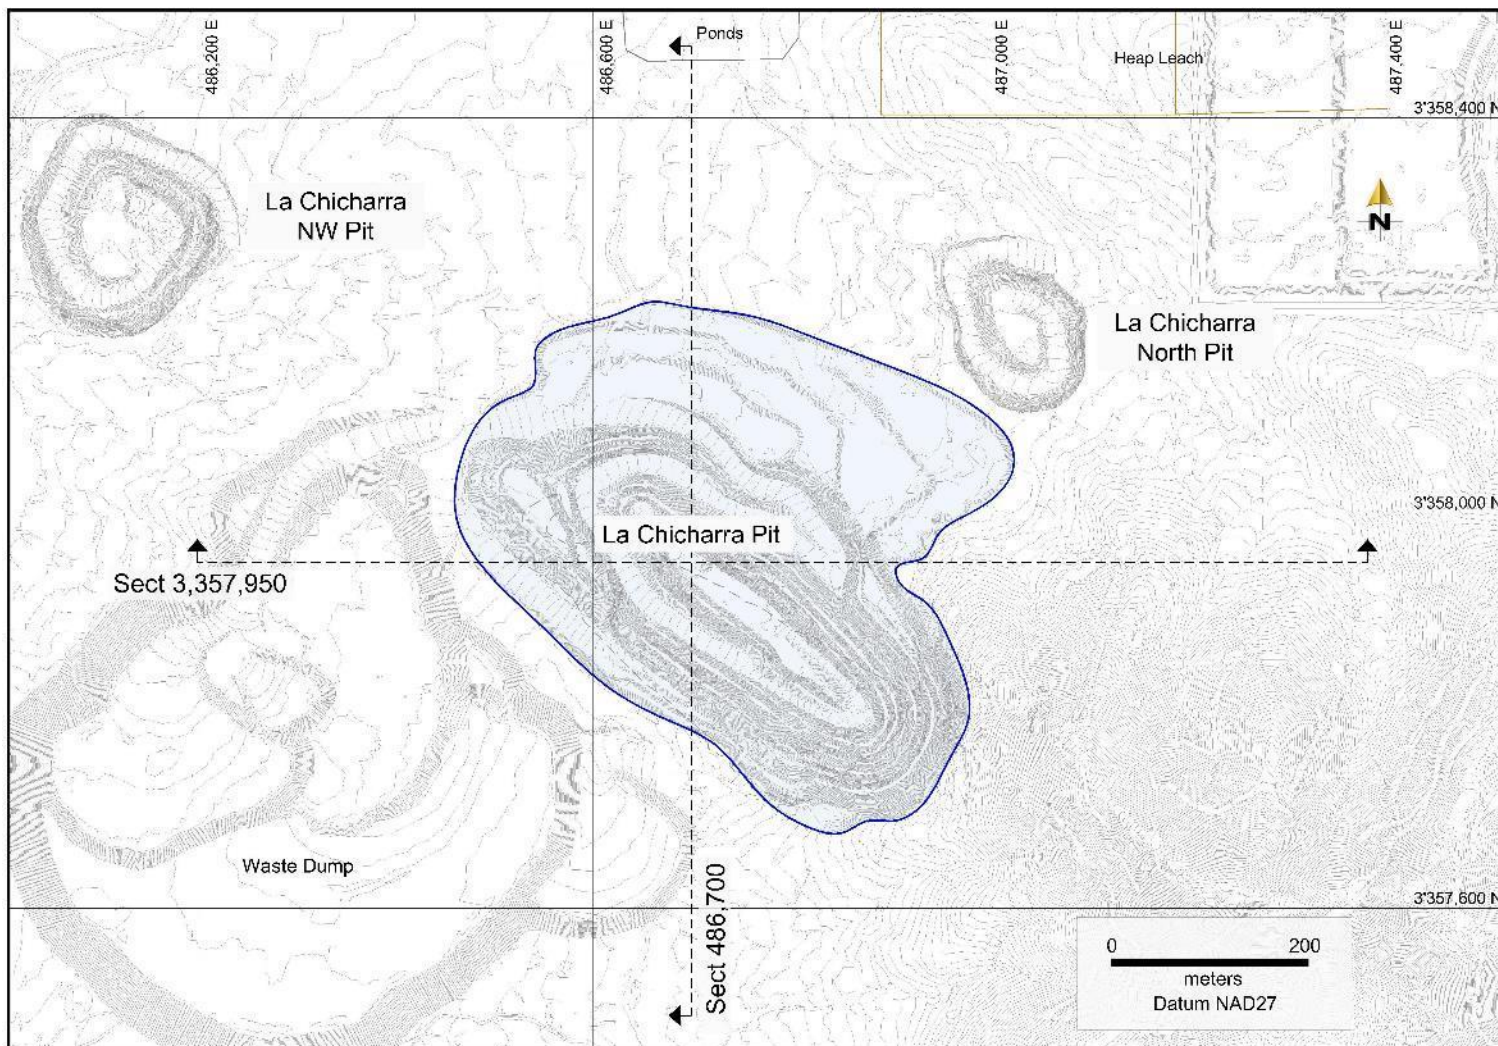 486,200 E
486,600 E
Ponds
487,000 E
Heap Leach
487,400 E
3'358,400 N
La Chicharra
NW Pit
N
La Chicharra
North Pit
3'358,000 N
La Chicharra Pit
Sect 3,357,950
Waste Dump
Sect 486,700
3'357,600 N
0 200
meters
Datum NAD27